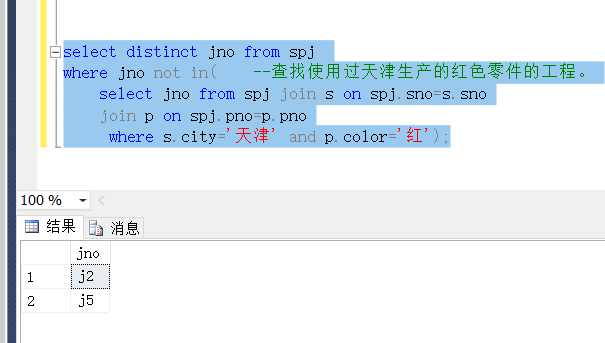 select distinct jno from spj
where jno not in(    --查找使用过天津生产的红色零件的工程。
select jno from spj join s on spj.sno=s.sno
join p on spj.pno=p.pno
where s.city='天津' and p.color='红');
100 %
结果 消息
jno
1 j2
2 j5